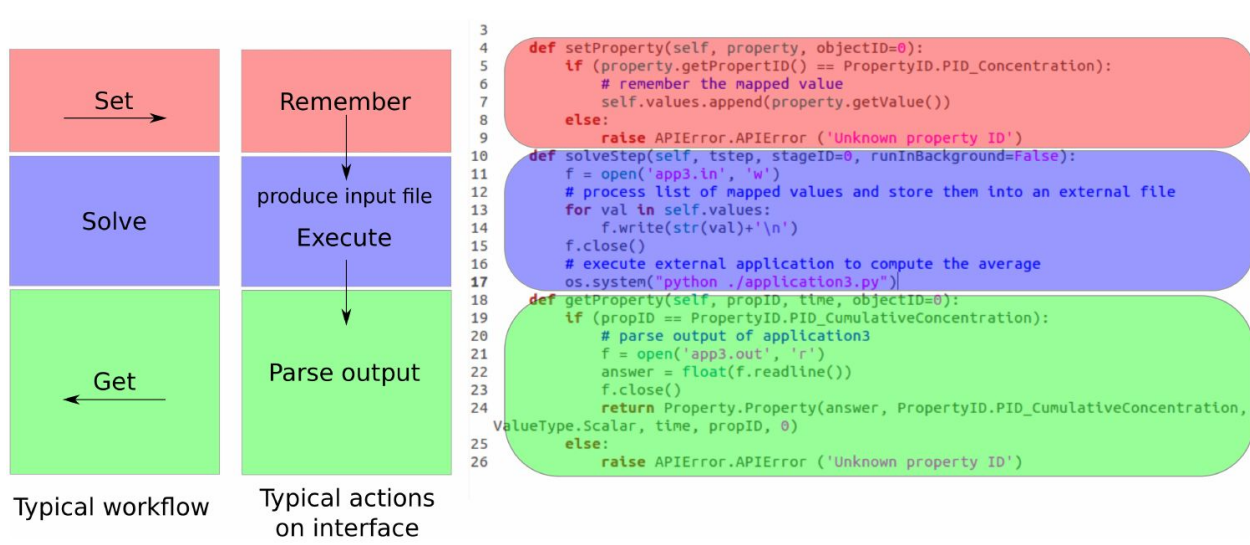 Set
Solve
Get
Typical workflow
Remember
produce input file
Execute
Parse output
Typical actions
on interface
3
4 def setProperty(self, property, objectID=0):
5 if (property.getPropertID() == PropertyID.PID_Concentration):
6 # remember the mapped value
7 self.values.append(property.getValue())
8 else:
9 raise APIError.APIError ('Unknown property ID')
10 def solveStep(self, tstep, stageID=0, runInBackground=False):
11 f = open('app3.in', 'w')
12 # process list of mapped values and store them into an external file
13 for val in self.values:
14 f.write(str(val)+'\n')
15 f.close()
16 # execute external application to compute the average
17 os.system("python ./application3.py")
18 def getProperty(self, propID, time, objectID=0):
19 if (propID == PropertyID.PID_CumulativeConcentration):
20 # parse output of application3
21 f = open('app3.out', 'r')
22 answer = float(f.readline())
23 f.close()
24 return Property.Property(answer, PropertyID.PID_CumulativeConcentration,
ValueType.Scalar, time, propID, 0)
25 else:
26 raise APIError.APIError ('Unknown property ID')